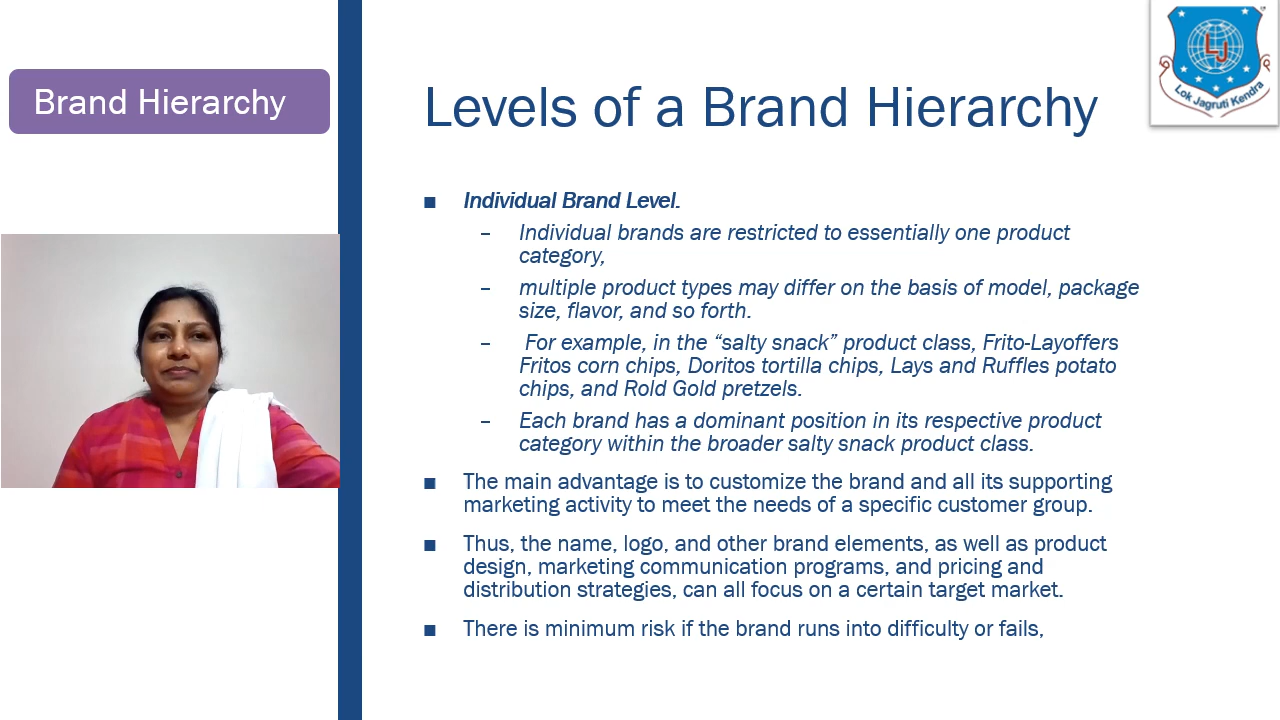 Brand Hierarchy
Levels of a Brand Hierarchy
LJ
Lok Jagruti Kendra
■ Individual Brand Level.
– Individual brands are restricted to essentially one product
category,
– multiple product types may differ on the basis of model, package
size, flavor, and so forth.
– For example, in the “salty snack” product class, Frito-Layoffers
Fritos corn chips, Doritos tortilla chips, Lays and Ruffles potato
chips, and Rold Gold pretzels.
– Each brand has a dominant position in its respective product
category within the broader salty snack product class.
■ The main advantage is to customize the brand and all its supporting
marketing activity to meet the needs of a specific customer group.
■ Thus, the name, logo, and other brand elements, as well as product
design, marketing communication programs, and pricing and
distribution strategies, can all focus on a certain target market.
■ There is minimum risk if the brand runs into difficulty or fails,